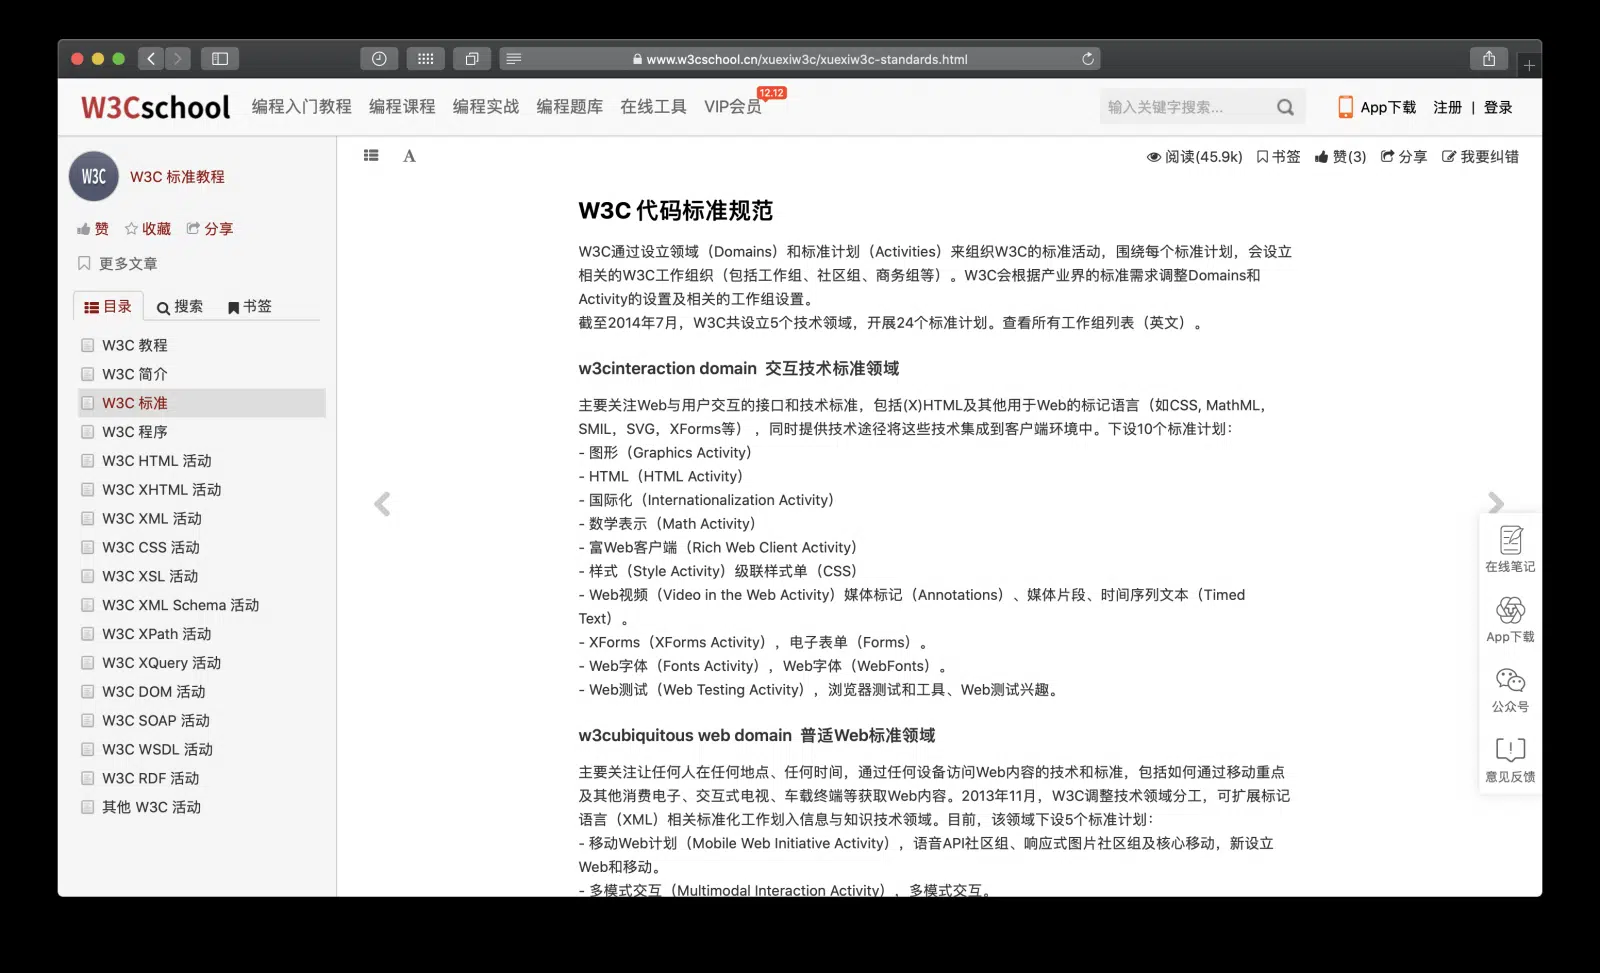 www.w3cschool.cn/xuexiw3c/xuexiw3c-standards.html
W3Cschool 编程入门教程 编程课程 编程实战 编程题库 在线工具 VIP会员 12.12 输入关键字搜索... App下载 注册 | 登录
W3C W3C 标准教程
赞 收藏 分享
更多文章
目录 搜索 书签
W3C 教程
W3C 简介
W3C 标准
W3C 程序
W3C HTML 活动
W3C XHTML 活动
W3C XML 活动
W3C CSS 活动
W3C XSL 活动
W3C XML Schema 活动
W3C XPath 活动
W3C XQuery 活动
W3C DOM 活动
W3C SOAP 活动
W3C WSDL 活动
W3C RDF 活动
其他 W3C 活动
A 阅读(45.9k) 书签 赞(3) 分享 我要纠错
W3C 代码标准规范
W3C通过设立领域（Domains）和标准计划（Activities）来组织W3C的标准活动，围绕每个标准计划，会设立
相关的W3C工作组织（包括工作组、社区组、商务组等）。W3C会根据产业界的标准需求调整Domains和
Activity的设置及相关的工作组设置。
截至2014年7月，W3C共设立5个技术领域，开展24个标准计划。查看所有工作组列表（英文）。
w3cinteraction domain 交互技术标准领域
主要关注Web与用户交互的接口和技术标准，包括(X)HTML及其他用于Web的标记语言（如CSS, MathML,
SMIL，SVG，XForms等），同时提供技术途径将这些技术集成到客户端环境中。下设10个标准计划：
- 图形（Graphics Activity）
- HTML（HTML Activity）
- 国际化（Internationalization Activity）
- 数学表示（Math Activity）
- 富Web客户端（Rich Web Client Activity）
- 样式（Style Activity）级联样式单（CSS）
- Web视频（Video in the Web Activity）媒体标记（Annotations）、媒体片段、时间序列文本（Timed
Text）。
- XForms（XForms Activity），电子表单（Forms）。
- Web字体（Fonts Activity），Web字体（WebFonts）。
- Web测试（Web Testing Activity），浏览器测试和工具、Web测试兴趣。
w3cubiquitous web domain 普适Web标准领域
主要关注让任何人在任何地点、任何时间，通过任何设备访问Web内容的技术和标准，包括如何通过移动重点
及其他消费电子、交互式电视、车载终端等获取Web内容。2013年11月，W3C调整技术领域分工，可扩展标记
语言（XML）相关标准化工作划入信息与知识技术领域。目前，该领域下设5个标准计划：
- 移动Web计划（Mobile Web Initiative Activity），语音API社区组、响应式图片社区组及核心移动，新设立
Web和移动。
- 多模式交互（Multimodal Interaction Activity），多模式交互。
在线笔记
App下载
公众号
意见反馈